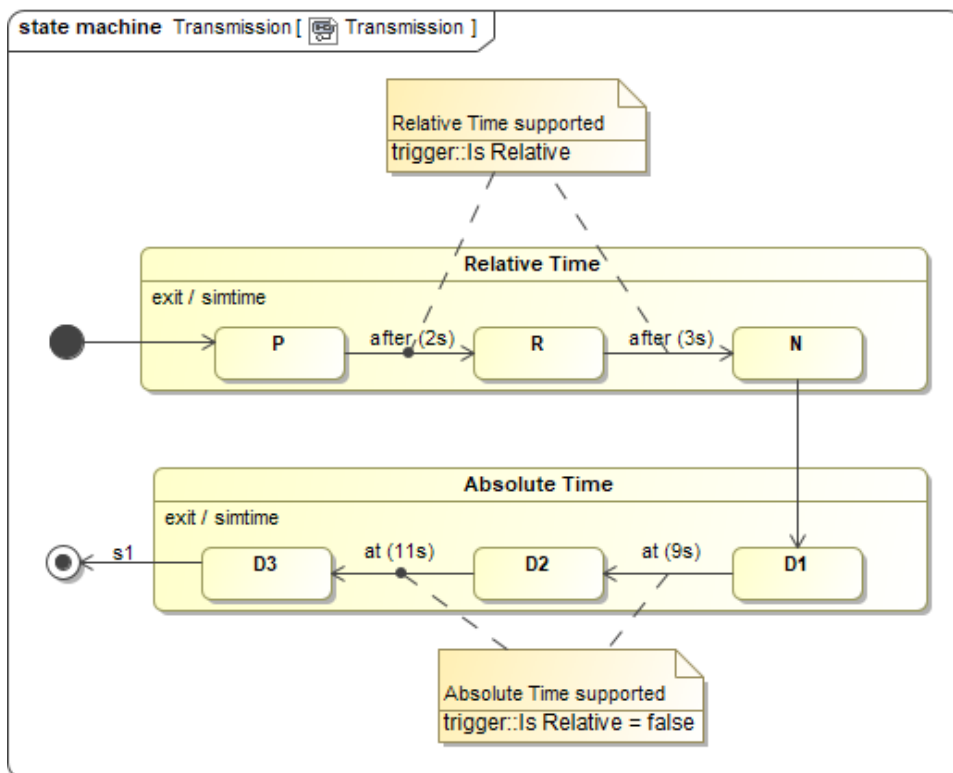 state machine Transmission [ Transmission ]
Relative Time supported
trigger::Is Relative
Relative Time
exit / simtime
P
after (2s)
R
after (3s)
N
Absolute Time
exit / simtime
s1
D3
at (11s)
D2
at (9s)
D1
Absolute Time supported
trigger::Is Relative = false